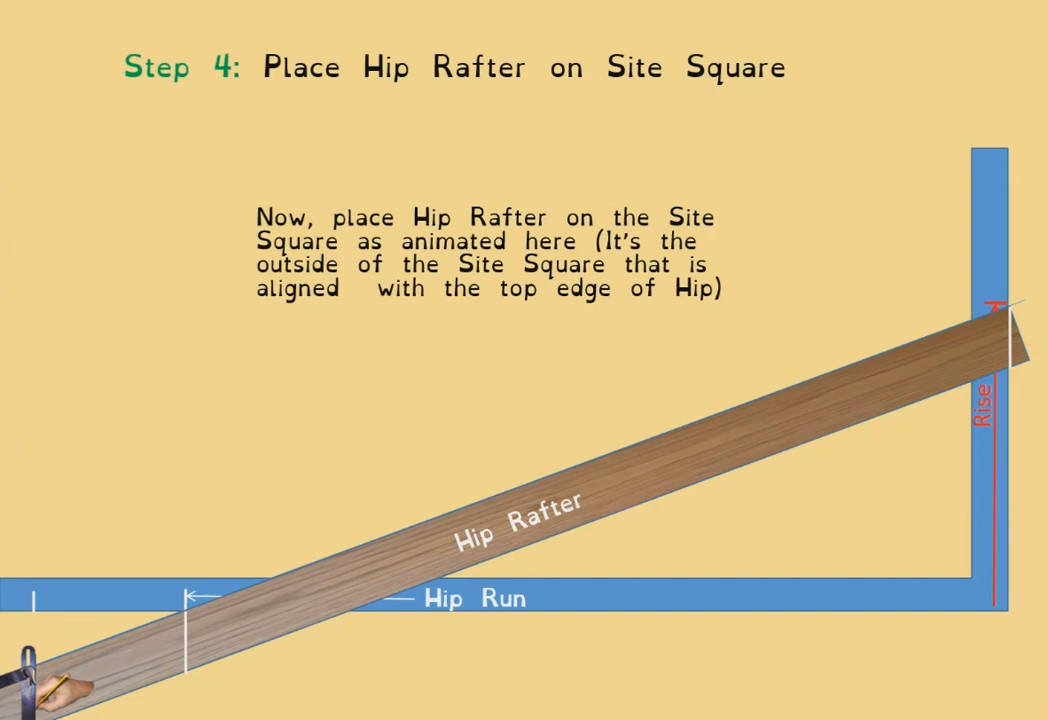 Step 4: Place Hip Rafter on Site Square
Now, place Hip Rafter on the Site
Square as animated here (It's the
outside of the Site Square that is
aligned with the top edge of Hip)
Rise
Hip Rafter
Hip Run